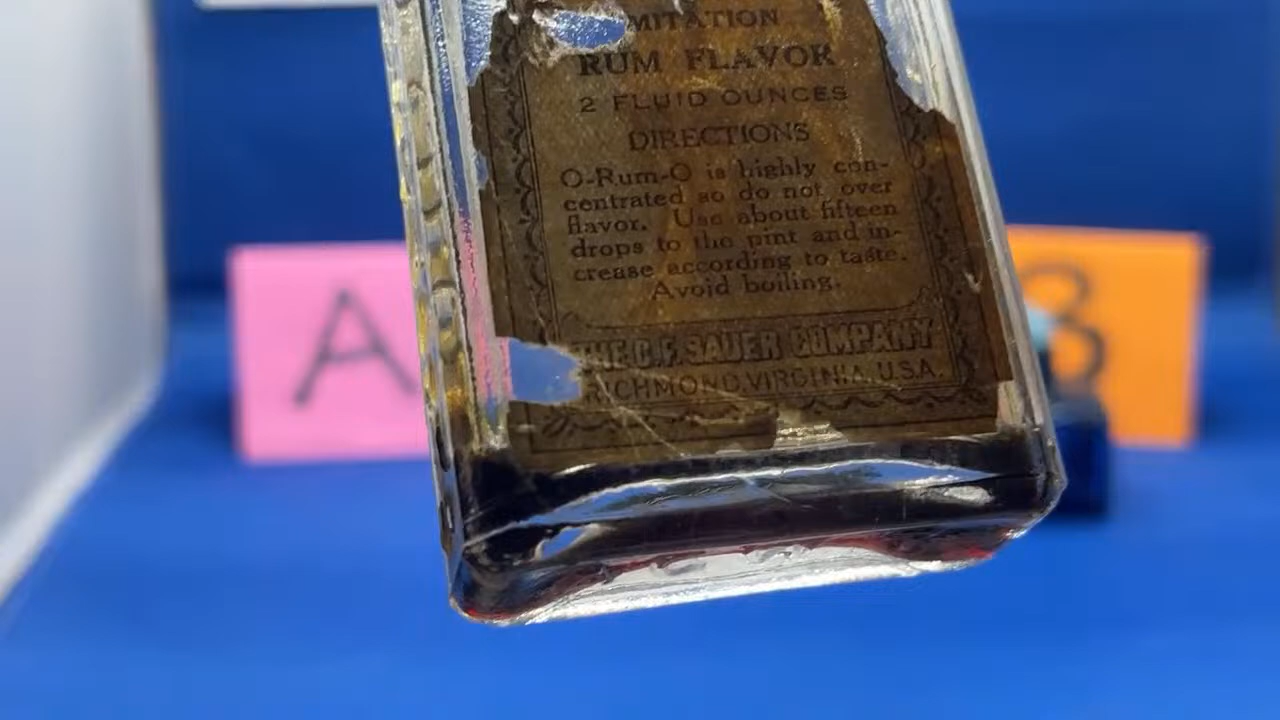 MITATION
RUM FLAVOR
2 FLUID OUNCES
DIRECTIONS
O-Rum-O is highly con-
centrated so do not over
flavor. Use about fifteen
drops to the pint and in-
crease according to taste.
Avoid boiling.
THE C.F. SAUER COMPANY
RICHMOND, VIRGINIA, U.S.A.
A
B